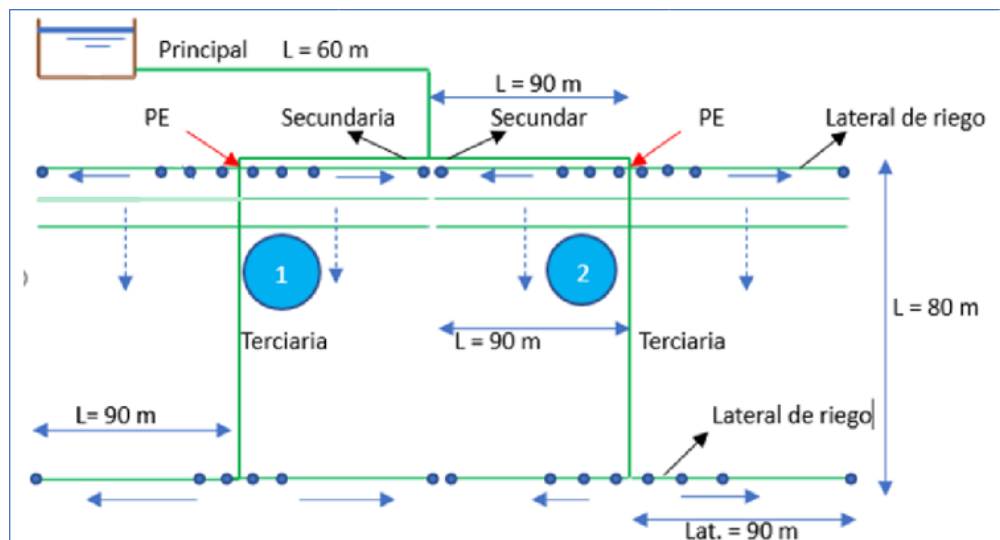 Principal L = 60 m
L = 90 m
PE
Secundaria
Secundar
PE
Lateral de riego
1
2
L = 80 m
Terciaria
L = 90 m
Terciaria
L= 90 m
Lateral de riego
Lat. = 90 m